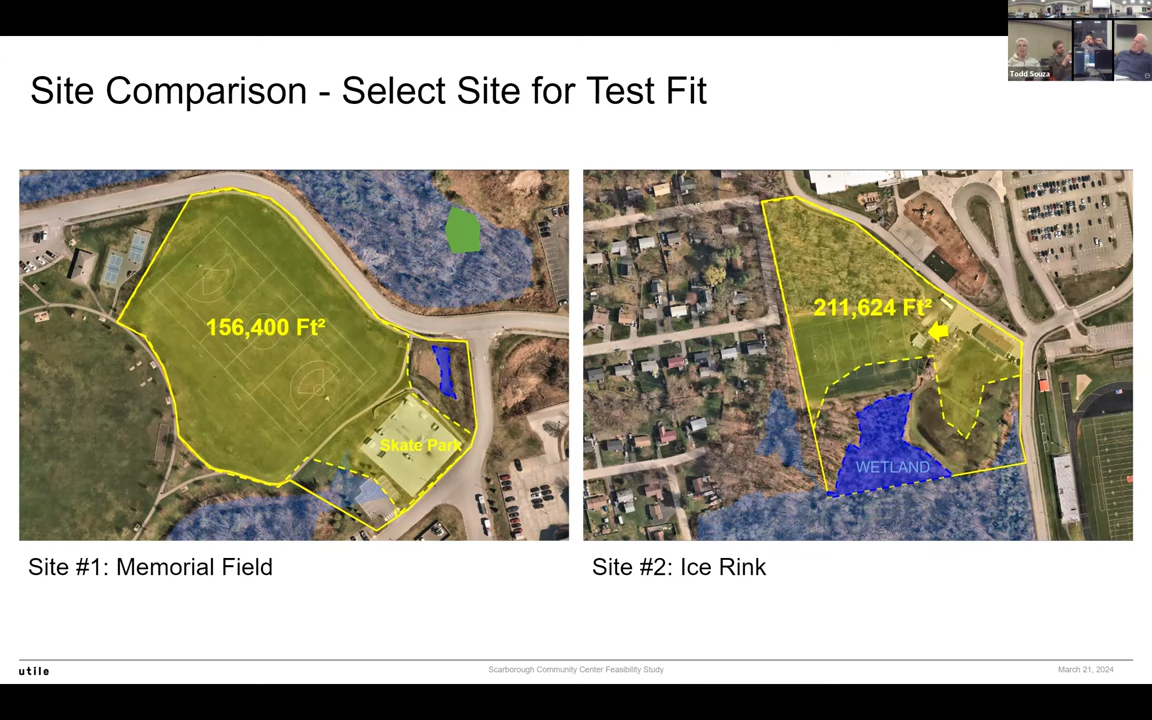 Todd Souza
Site Comparison - Select Site for Test Fit
156,400 Ft²
Skate Park
211,624 Ft²
WETLAND
Site #1: Memorial Field
Site #2: Ice Rink
utile
Scarborough Community Center Feasibility Study
March 21, 2024